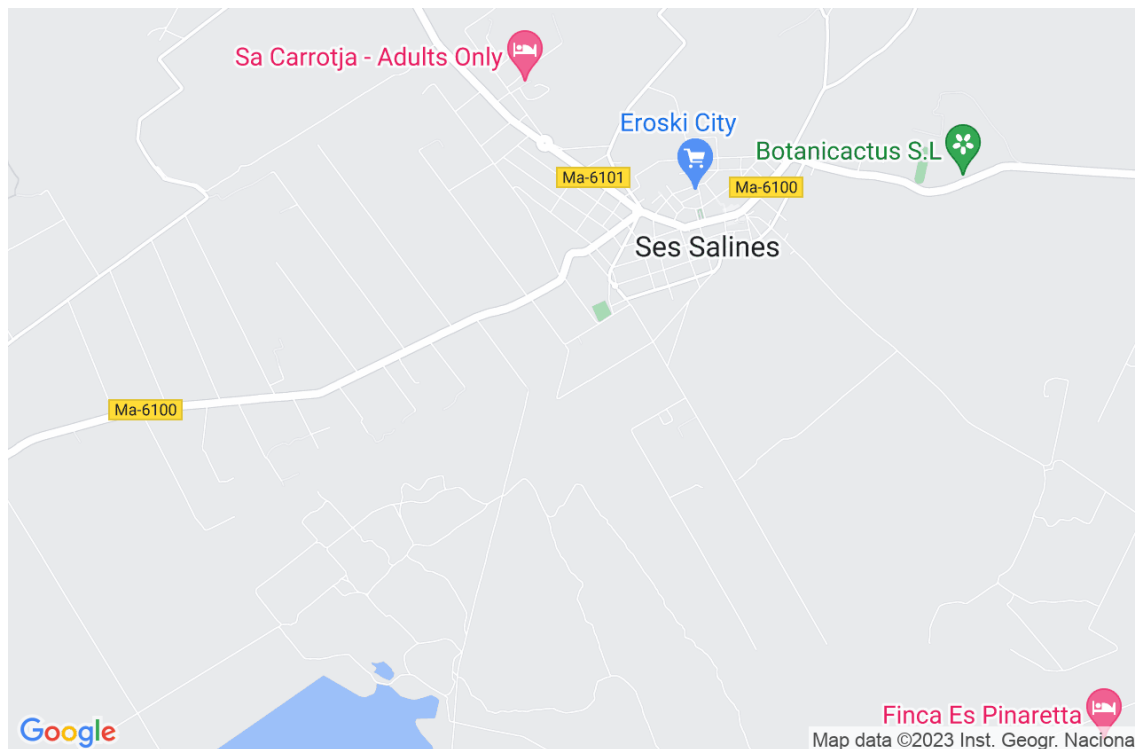 Sa Carrotja - Adults Only
Eroski City
Botanicactus S.L
Ma-6101
Ma-6100
Ses Salines
Ma-6100
Finca Es Pinaretta
Google
Map data ©2023 Inst. Geogr. Naciona